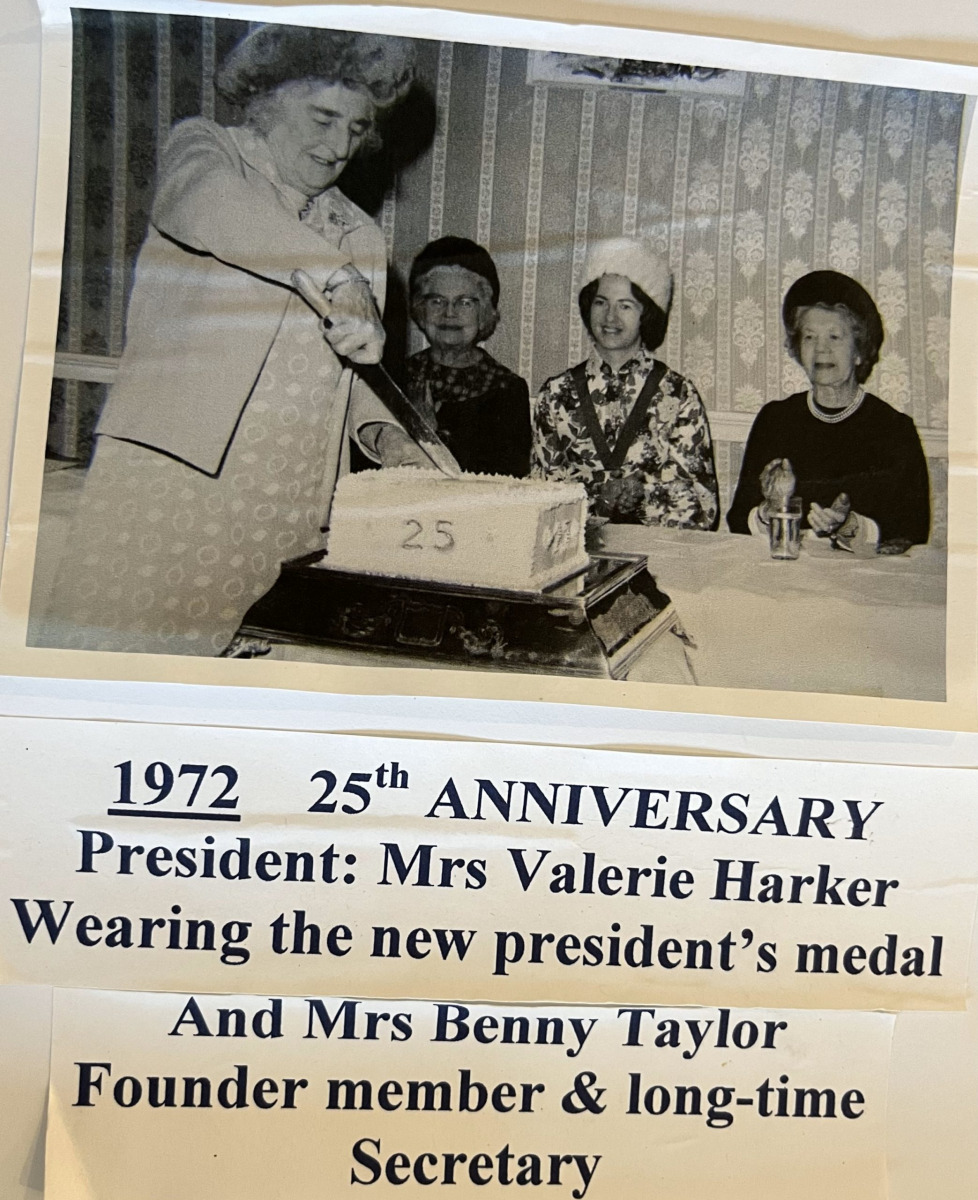 25
1972 25th ANNIVERSARY
President: Mrs Valerie Harker
Wearing the new president’s medal
And Mrs Benny Taylor
Founder member & long-time
Secretary